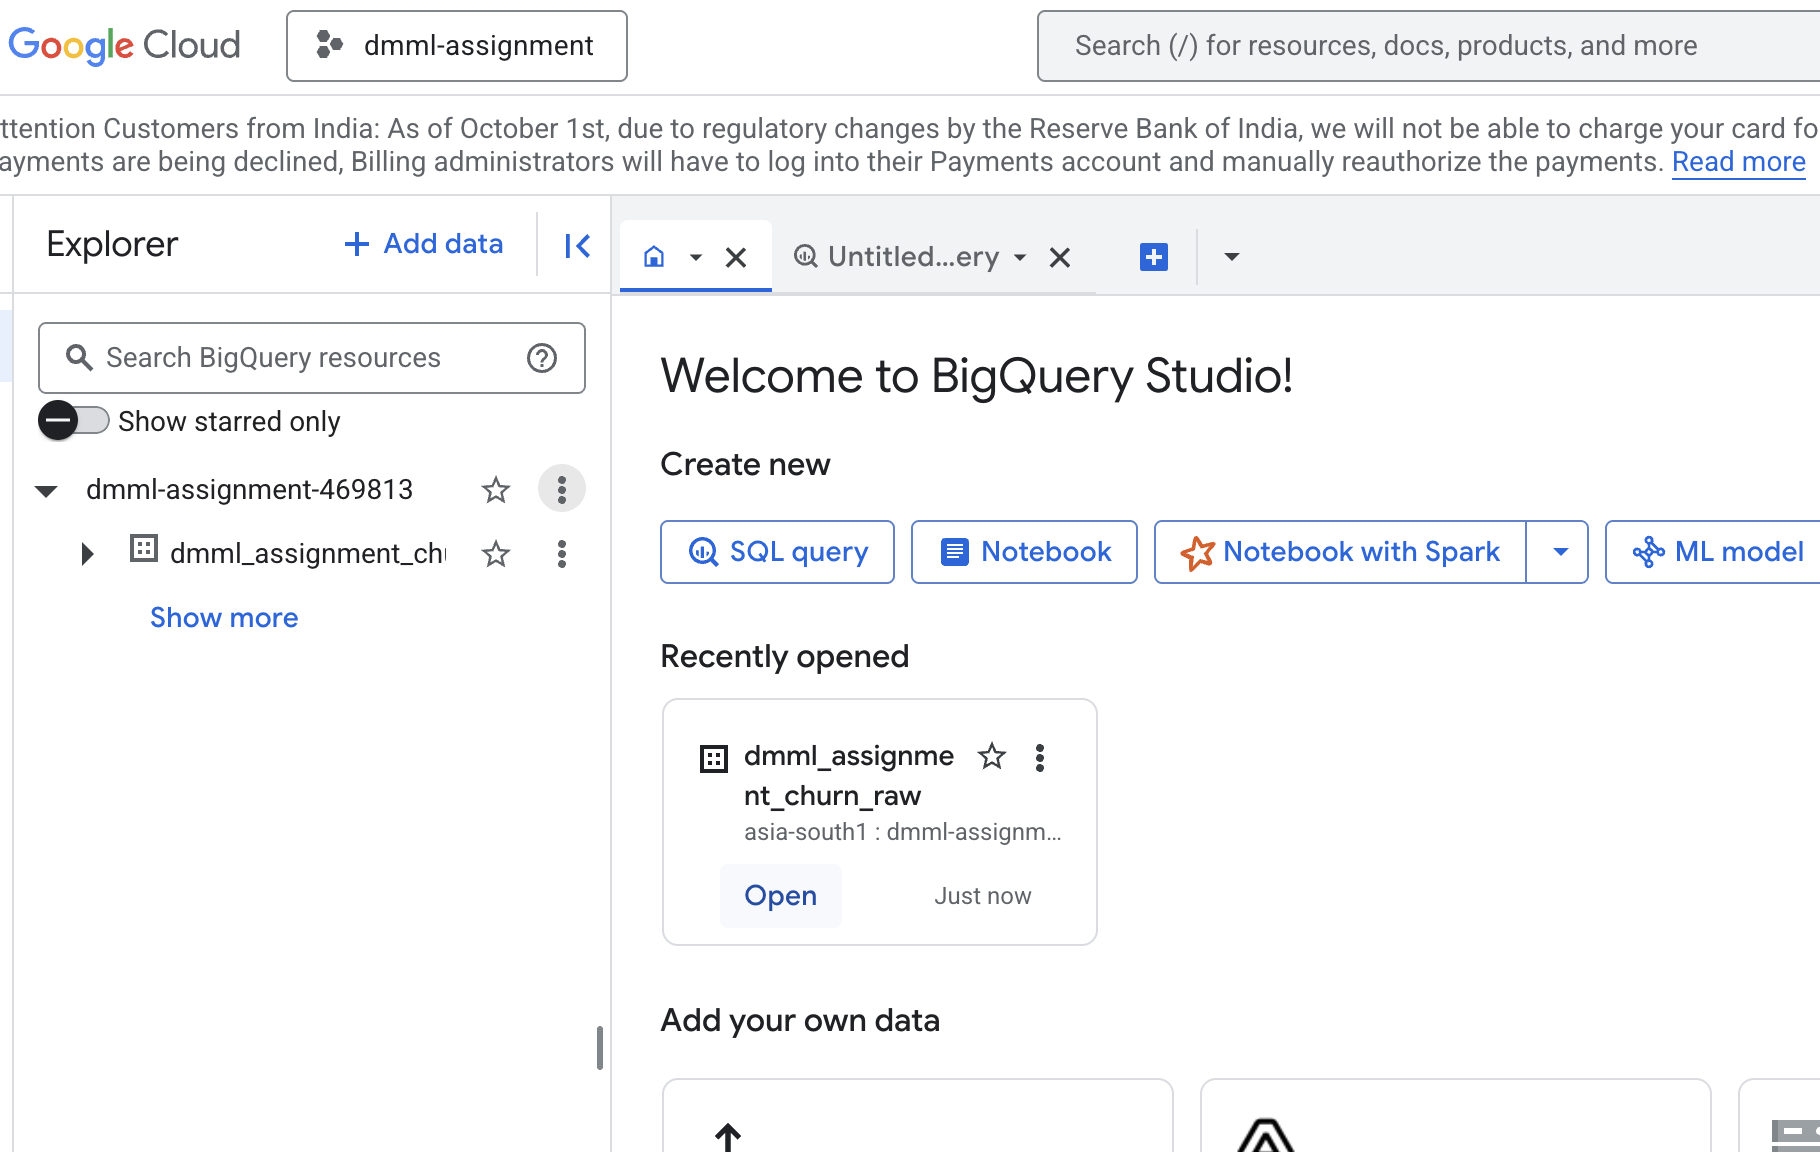 Google Cloud
dmml-assignment
Search (/) for resources, docs, products, and more
ttention Customers from India: As of October 1st, due to regulatory changes by the Reserve Bank of India, we will not be able to charge your card fo
ayments are being declined, Billing administrators will have to log into their Payments account and manually reauthorize the payments. Read more
Explorer
Add data
Untitled...ery
Search BigQuery resources
Show starred only
dmml-assignment-469813
dmml_assignment_chu
Show more
Welcome to BigQuery Studio!
Create new
SQL query
Notebook
Notebook with Spark
ML model
Recently opened
dmml_assignme
nt_churn_raw
asia-south1 : dmml-assignm...
Open
Just now
Add your own data